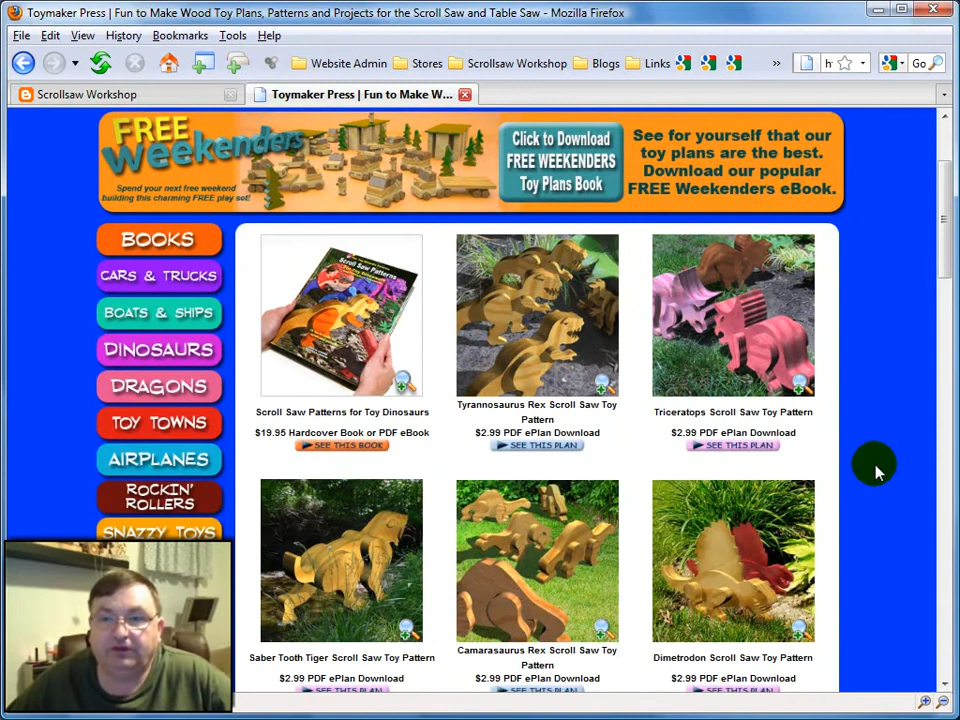 Toymaker Press | Fun to Make Wood Toy Plans, Patterns and Projects for the Scroll Saw and Table Saw - Mozilla Firefox
File Edit View History Bookmarks Tools Help
Website Admin Stores Scrollsaw Workshop Blogs Links » h Go
Scrollsaw Workshop Toymaker Press | Fun to Make W...
FREE
weekenders
Spend your next free weekend
building this charming FREE play set!
Click to Download
FREE WEEKENDERS
Toy Plans Book
See for yourself that our
toy plans are the best.
Download our popular
FREE Weekenders eBook.
BOOKS
CARS & TRUCKS
BOATS & SHIPS
DINOSAURS
DRAGONS
TOY TOWNS
AIRPLANES
ROCKIN'
ROLLERS
SNAZZY TOYS
Scroll Saw Patterns
Scroll Saw Patterns for Toy Dinosaurs
$19.95 Hardcover Book or PDF eBook
SEE THIS BOOK
Tyrannosaurus Rex Scroll Saw Toy
Pattern
$2.99 PDF ePlan Download
SEE THIS PLAN
Triceratops Scroll Saw Toy Pattern
$2.99 PDF ePlan Download
SEE THIS PLAN
Saber Tooth Tiger Scroll Saw Toy Pattern
$2.99 PDF ePlan Download
SEE THIS PLAN
Camarasaurus Rex Scroll Saw Toy
Pattern
$2.99 PDF ePlan Download
SEE THIS PLAN
Dimetrodon Scroll Saw Toy Pattern
$2.99 PDF ePlan Download
SEE THIS PLAN